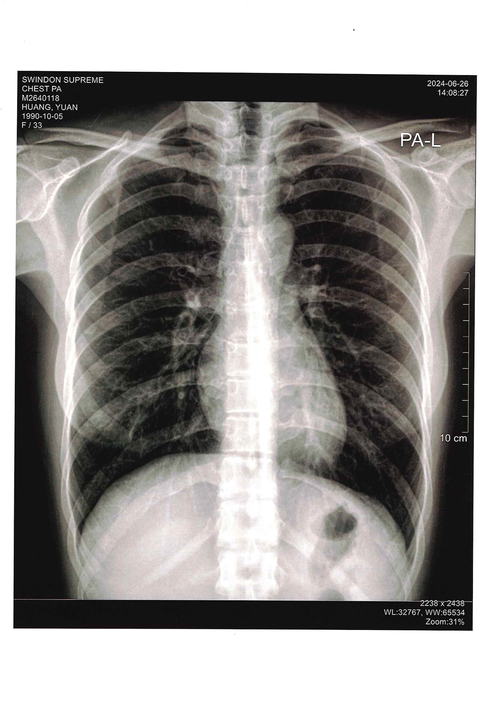 SWINDON SUPREME
CHEST PA
M2640118
HUANG, YUAN
1990-10-05
F / 33
2024-06-26
14:08:27
PA-L
10 cm
2238 x 2438
WL:32767, WW:65534
Zoom:31%